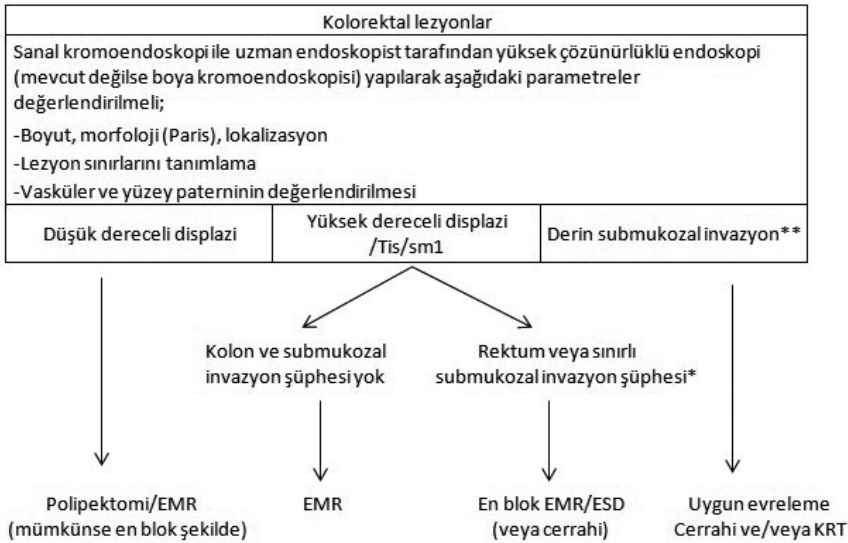 Kolorektal lezyonlar
Sanal kromoendoskopi ile uzman endoskopist tarafından yüksek çözünürlüklü endoskopi
(mevcut değilse boya kromoendoskopisi) yapılarak aşağıdaki parametreler
değerlendirilmeli;
-Boyut, morfoloji (Paris), lokalizasyon
-Lezyon sınırlarını tanımlama
-Vasküler ve yüzey paterninin değerlendirilmesi
Düşük dereceli displazi
Yüksek dereceli displazi
/Tis/sm1
Derin submukozal invazyon**
Kolon ve submukozal
invazyon şüphesi yok
Rektum veya sınırlı
submukozal invazyon şüphesi*
Polipektomi/EMR
(mümkünse en blok şekilde)
EMR
En blok EMR/ESD
(veya cerrahi)
Uygun evreleme
Cerrahi ve/veya KRT